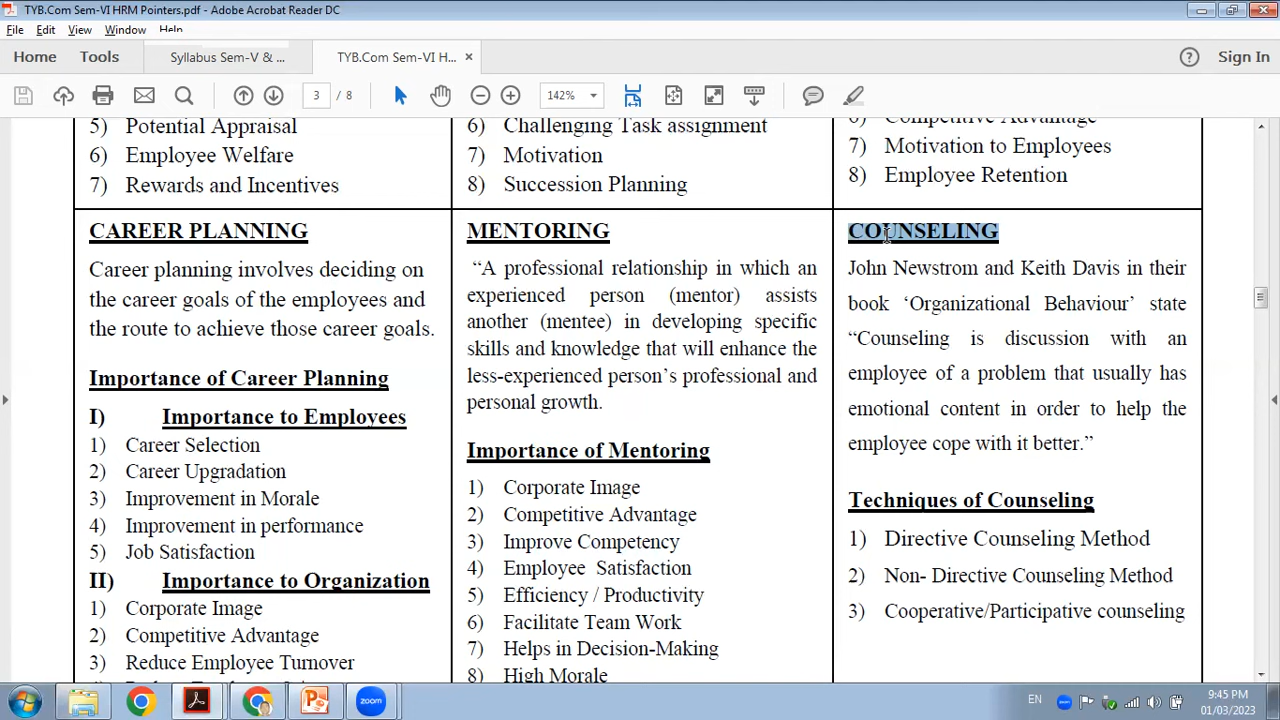 TYB.Com Sem-VI HRM Pointers.pdf - Adobe Acrobat Reader DC
File Edit View Window Help
Home Tools Syllabus Sem-V & ... TYB.Com Sem-VI H... × Sign In
3 / 8 142%
5) Potential Appraisal
6) Employee Welfare
7) Rewards and Incentives
6) Challenging Task assignment
7) Motivation
8) Succession Planning
6) Competitive Advantage
7) Motivation to Employees
8) Employee Retention
CAREER PLANNING
Career planning involves deciding on
the career goals of the employees and
the route to achieve those career goals.
Importance of Career Planning
I) Importance to Employees
1) Career Selection
2) Career Upgradation
3) Improvement in Morale
4) Improvement in performance
5) Job Satisfaction
II) Importance to Organization
1) Corporate Image
2) Competitive Advantage
3) Reduce Employee Turnover
MENTORING
“A professional relationship in which an
experienced person (mentor) assists
another (mentee) in developing specific
skills and knowledge that will enhance the
less-experienced person’s professional and
personal growth.
Importance of Mentoring
1) Corporate Image
2) Competitive Advantage
3) Improve Competency
4) Employee Satisfaction
5) Efficiency / Productivity
6) Facilitate Team Work
7) Helps in Decision-Making
8) High Morale
COUNSELING
John Newstrom and Keith Davis in their
book ‘Organizational Behaviour’ state
“Counseling is discussion with an
employee of a problem that usually has
emotional content in order to help the
employee cope with it better.”
Techniques of Counseling
1) Directive Counseling Method
2) Non- Directive Counseling Method
3) Cooperative/Participative counseling
zoom
EN
9:45 PM
01/03/2023